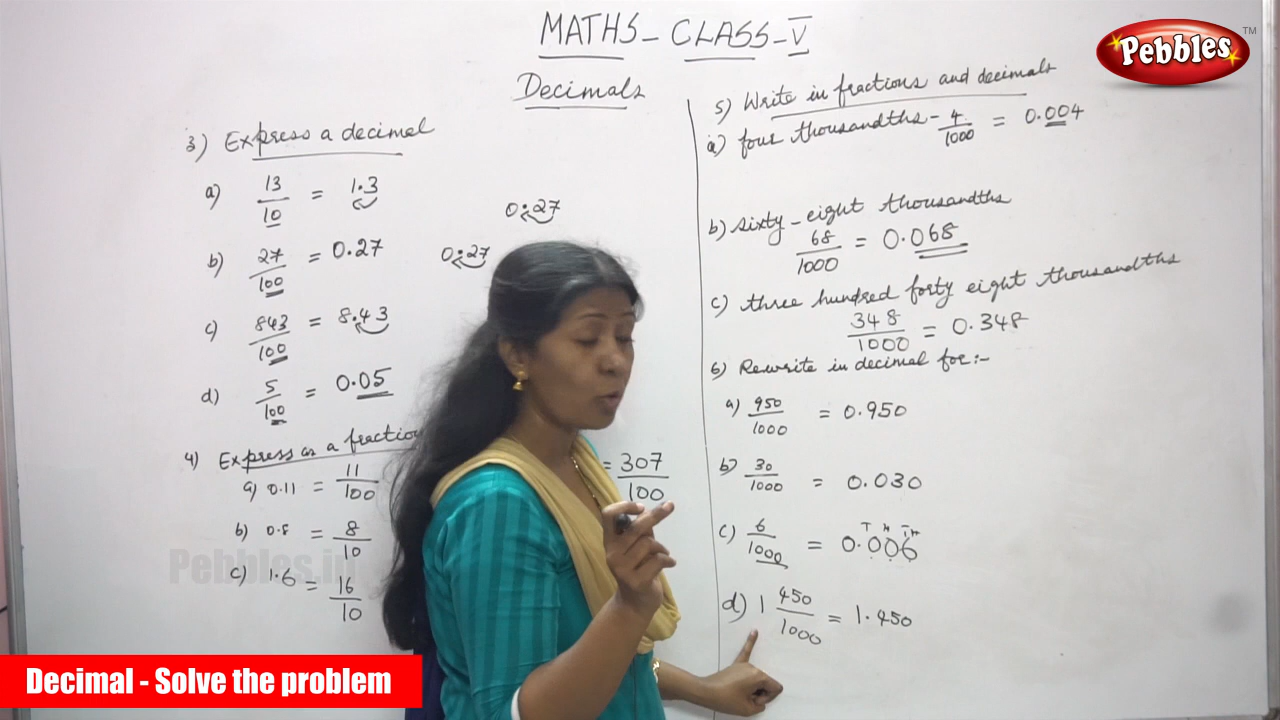 MATHS - CLASS - V
Decimals
Pebbles™
3) Express a decimal
a) 13/10 = 1.3
0.27
b) 27/100 = 0.27
0.27
c) 843/100 = 8.43
d) 5/100 = 0.05
4) Express as a fraction
a) 0.11 = 11/100
= 307/100
b) 0.8 = 8/10
c) 1.6 = 16/10
Pebbles.in
5) Write in fractions and decimals
a) four thousandths - 4/1000 = 0.004
b) sixty-eight thousandths
68/1000 = 0.068
c) three hundred forty eight thousandths
348/1000 = 0.348
6) Rewrite in decimal for:-
a) 950/1000 = 0.950
b) 30/1000 = 0.030
T H TH
c) 6/1000 = 0.006
d) 1 450/1000 = 1.450
Decimal - Solve the problem